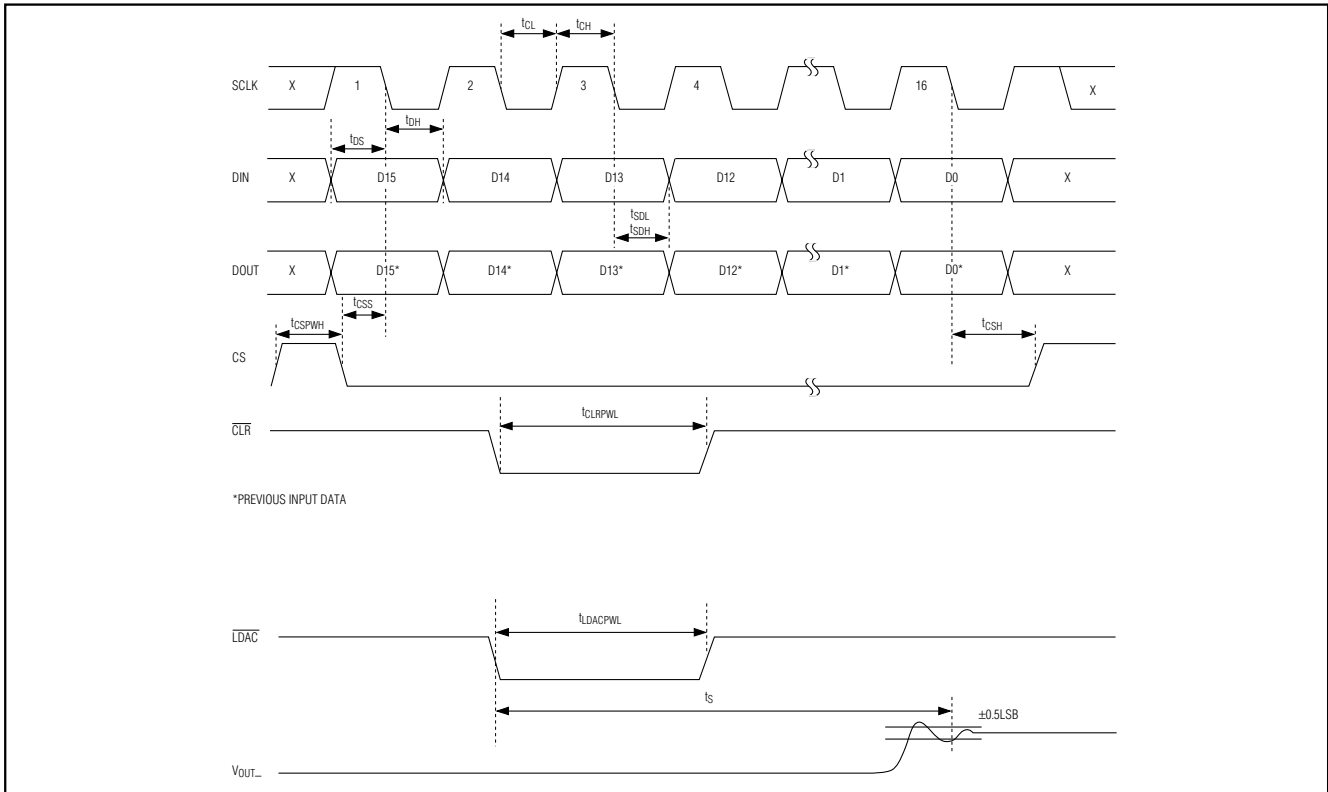 tCL tCH
SCLK X 1 2 3 4 16 X
tDH
tDS
DIN X D15 D14 D13 D12 D1 D0 X
tSDL
tSDH
DOUT X D15* D14* D13* D12* D1* D0* X
tCSS
tCSPWH tCSH
CS
tCLRPWL
CLR
*PREVIOUS INPUT DATA
tLDACPWL
LDAC
tS
±0.5LSB
VOUT_